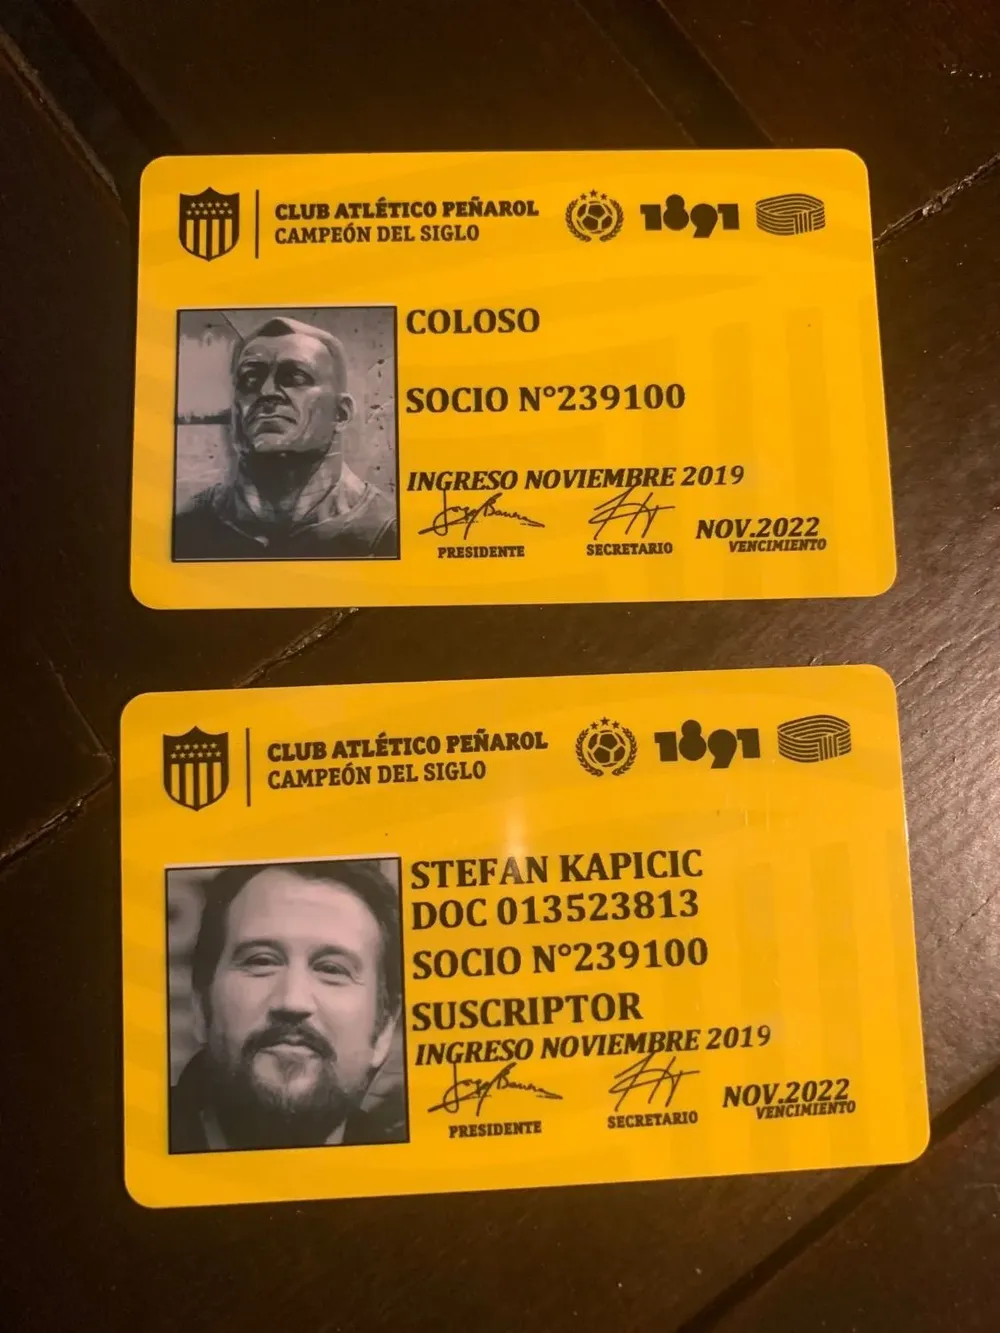 CLUB ATLÉTICO PEÑAROL
CAMPEÓN DEL SIGLO
1891
COLOSO
SOCIO N°239100
INGRESO NOVIEMBRE 2019
PRESIDENTE
SECRETARIO
NOV.2022
VENCIMIENTO
CLUB ATLÉTICO PEÑAROL
CAMPEÓN DEL SIGLO
1891
STEFAN KAPICIC
DOC 013523813
SOCIO N°239100
SUSCRIPTOR
INGRESO NOVIEMBRE 2019
PRESIDENTE
SECRETARIO
NOV.2022
VENCIMIENTO